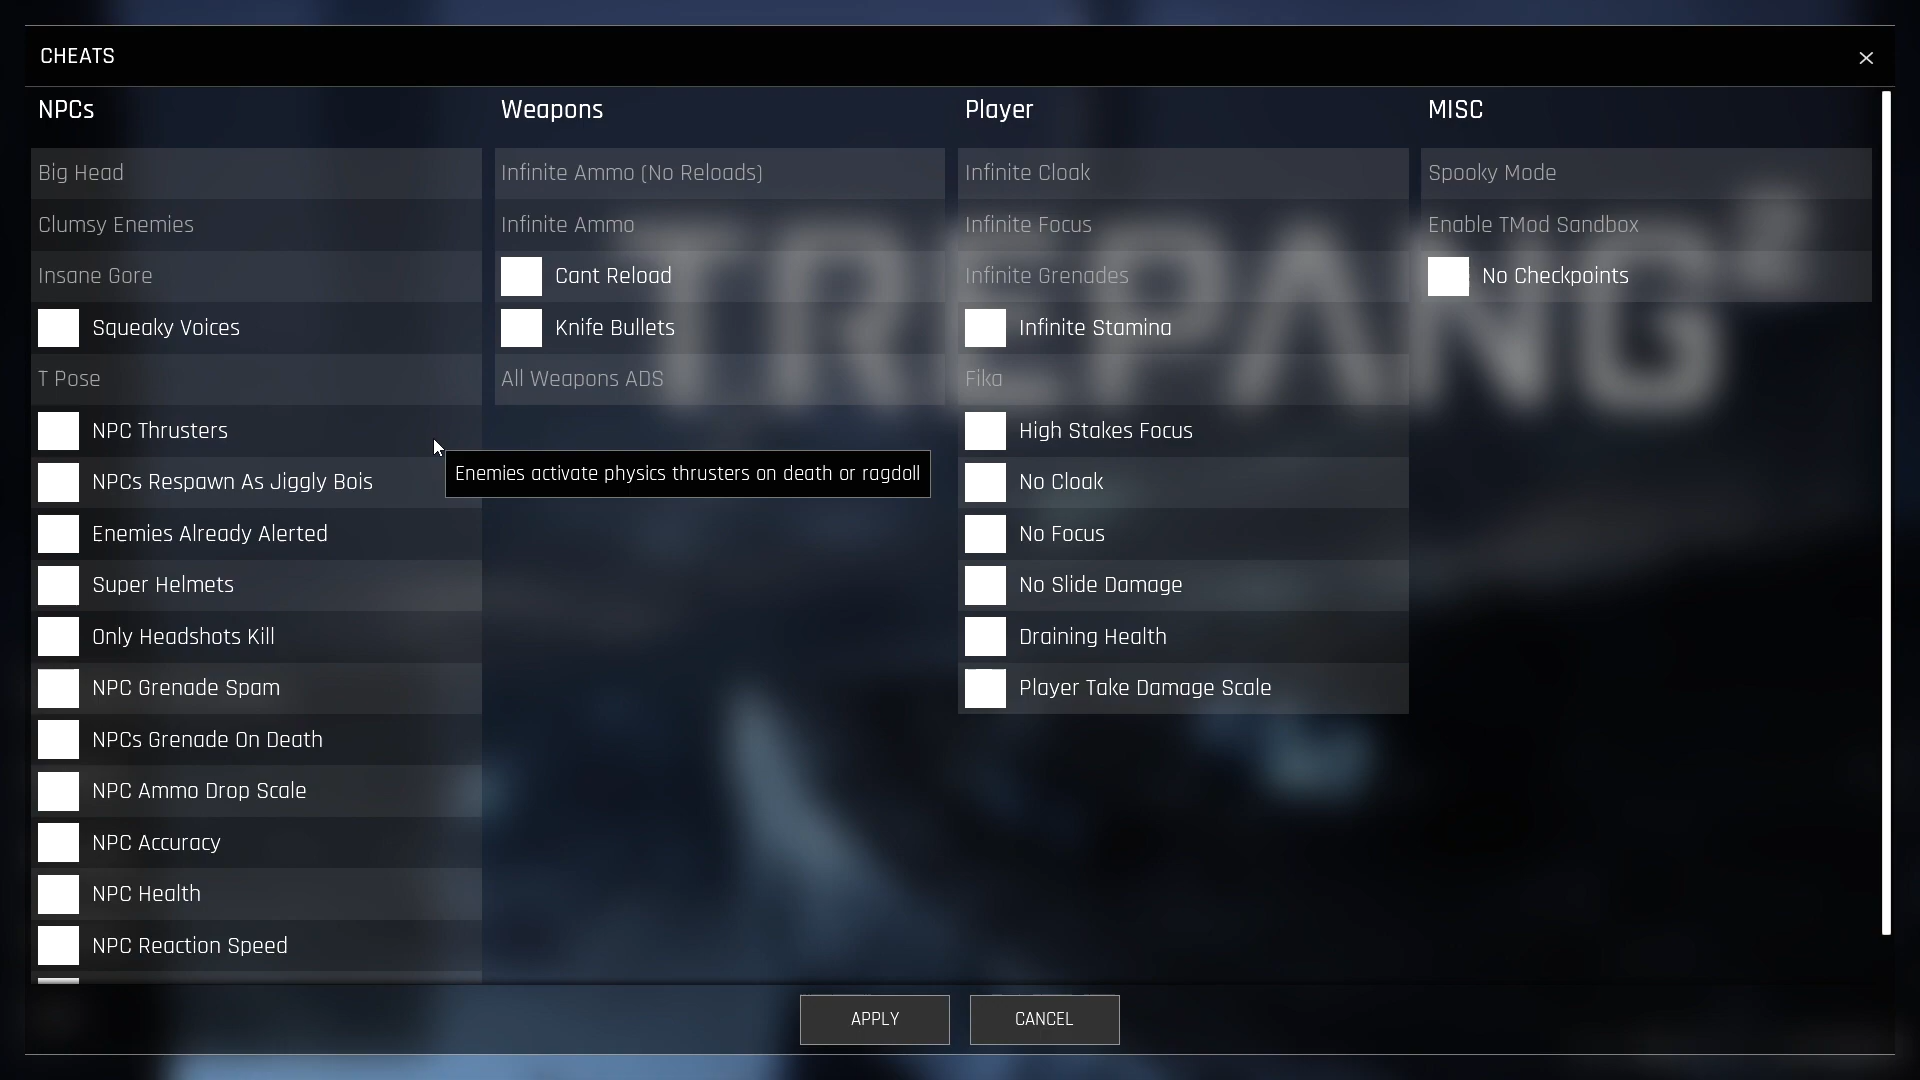 CHEATS
NPCs
Big Head
Clumsy Enemies
Insane Gore
Squeaky Voices
T Pose
NPC Thrusters
NPCs Respawn As Jiggly Bois
Enemies Already Alerted
Super Helmets
Only Headshots Kill
NPC Grenade Spam
NPCs Grenade On Death
NPC Ammo Drop Scale
NPC Accuracy
NPC Health
NPC Reaction Speed
Enemies activate physics thrusters on death or ragdoll
Weapons
Infinite Ammo (No Reloads)
Infinite Ammo
Cant Reload
Knife Bullets
All Weapons ADS
Player
Infinite Cloak
Infinite Focus
Infinite Grenades
Infinite Stamina
Fika
High Stakes Focus
No Cloak
No Focus
No Slide Damage
Draining Health
Player Take Damage Scale
MISC
Spooky Mode
Enable TMod Sandbox
No Checkpoints
TREPANG²
APPLY
CANCEL